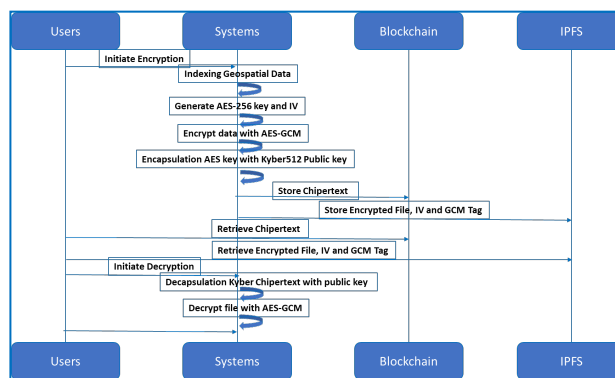 Users Systems Blockchain IPFS
Initiate Encryption
Indexing Geospatial Data
Generate AES-256 key and IV
Encrypt data with AES-GCM
Encapsulation AES key with Kyber512 Public key
Store Chipertext
Store Encrypted File, IV and GCM Tag
Retrieve Chipertext
Retrieve Encrypted File, IV and GCM Tag
Initiate Decryption
Decapsulation Kyber Chipertext with public key
Decrypt file with AES-GCM
Users Systems Blockchain IPFS